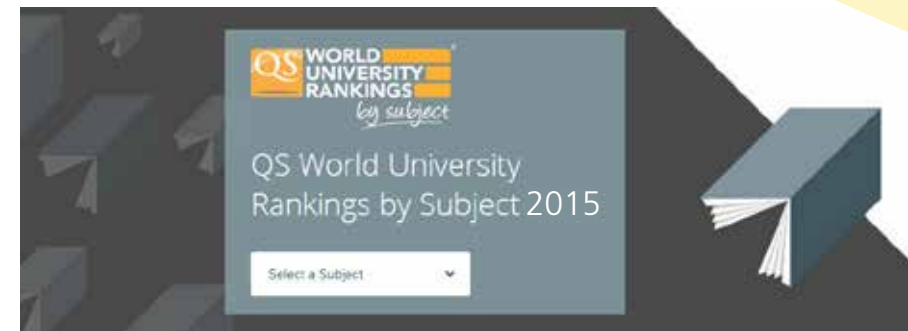 QS WORLD
UNIVERSITY
RANKINGS
by subject
QS World University
Rankings by Subject 2015
Select a Subject